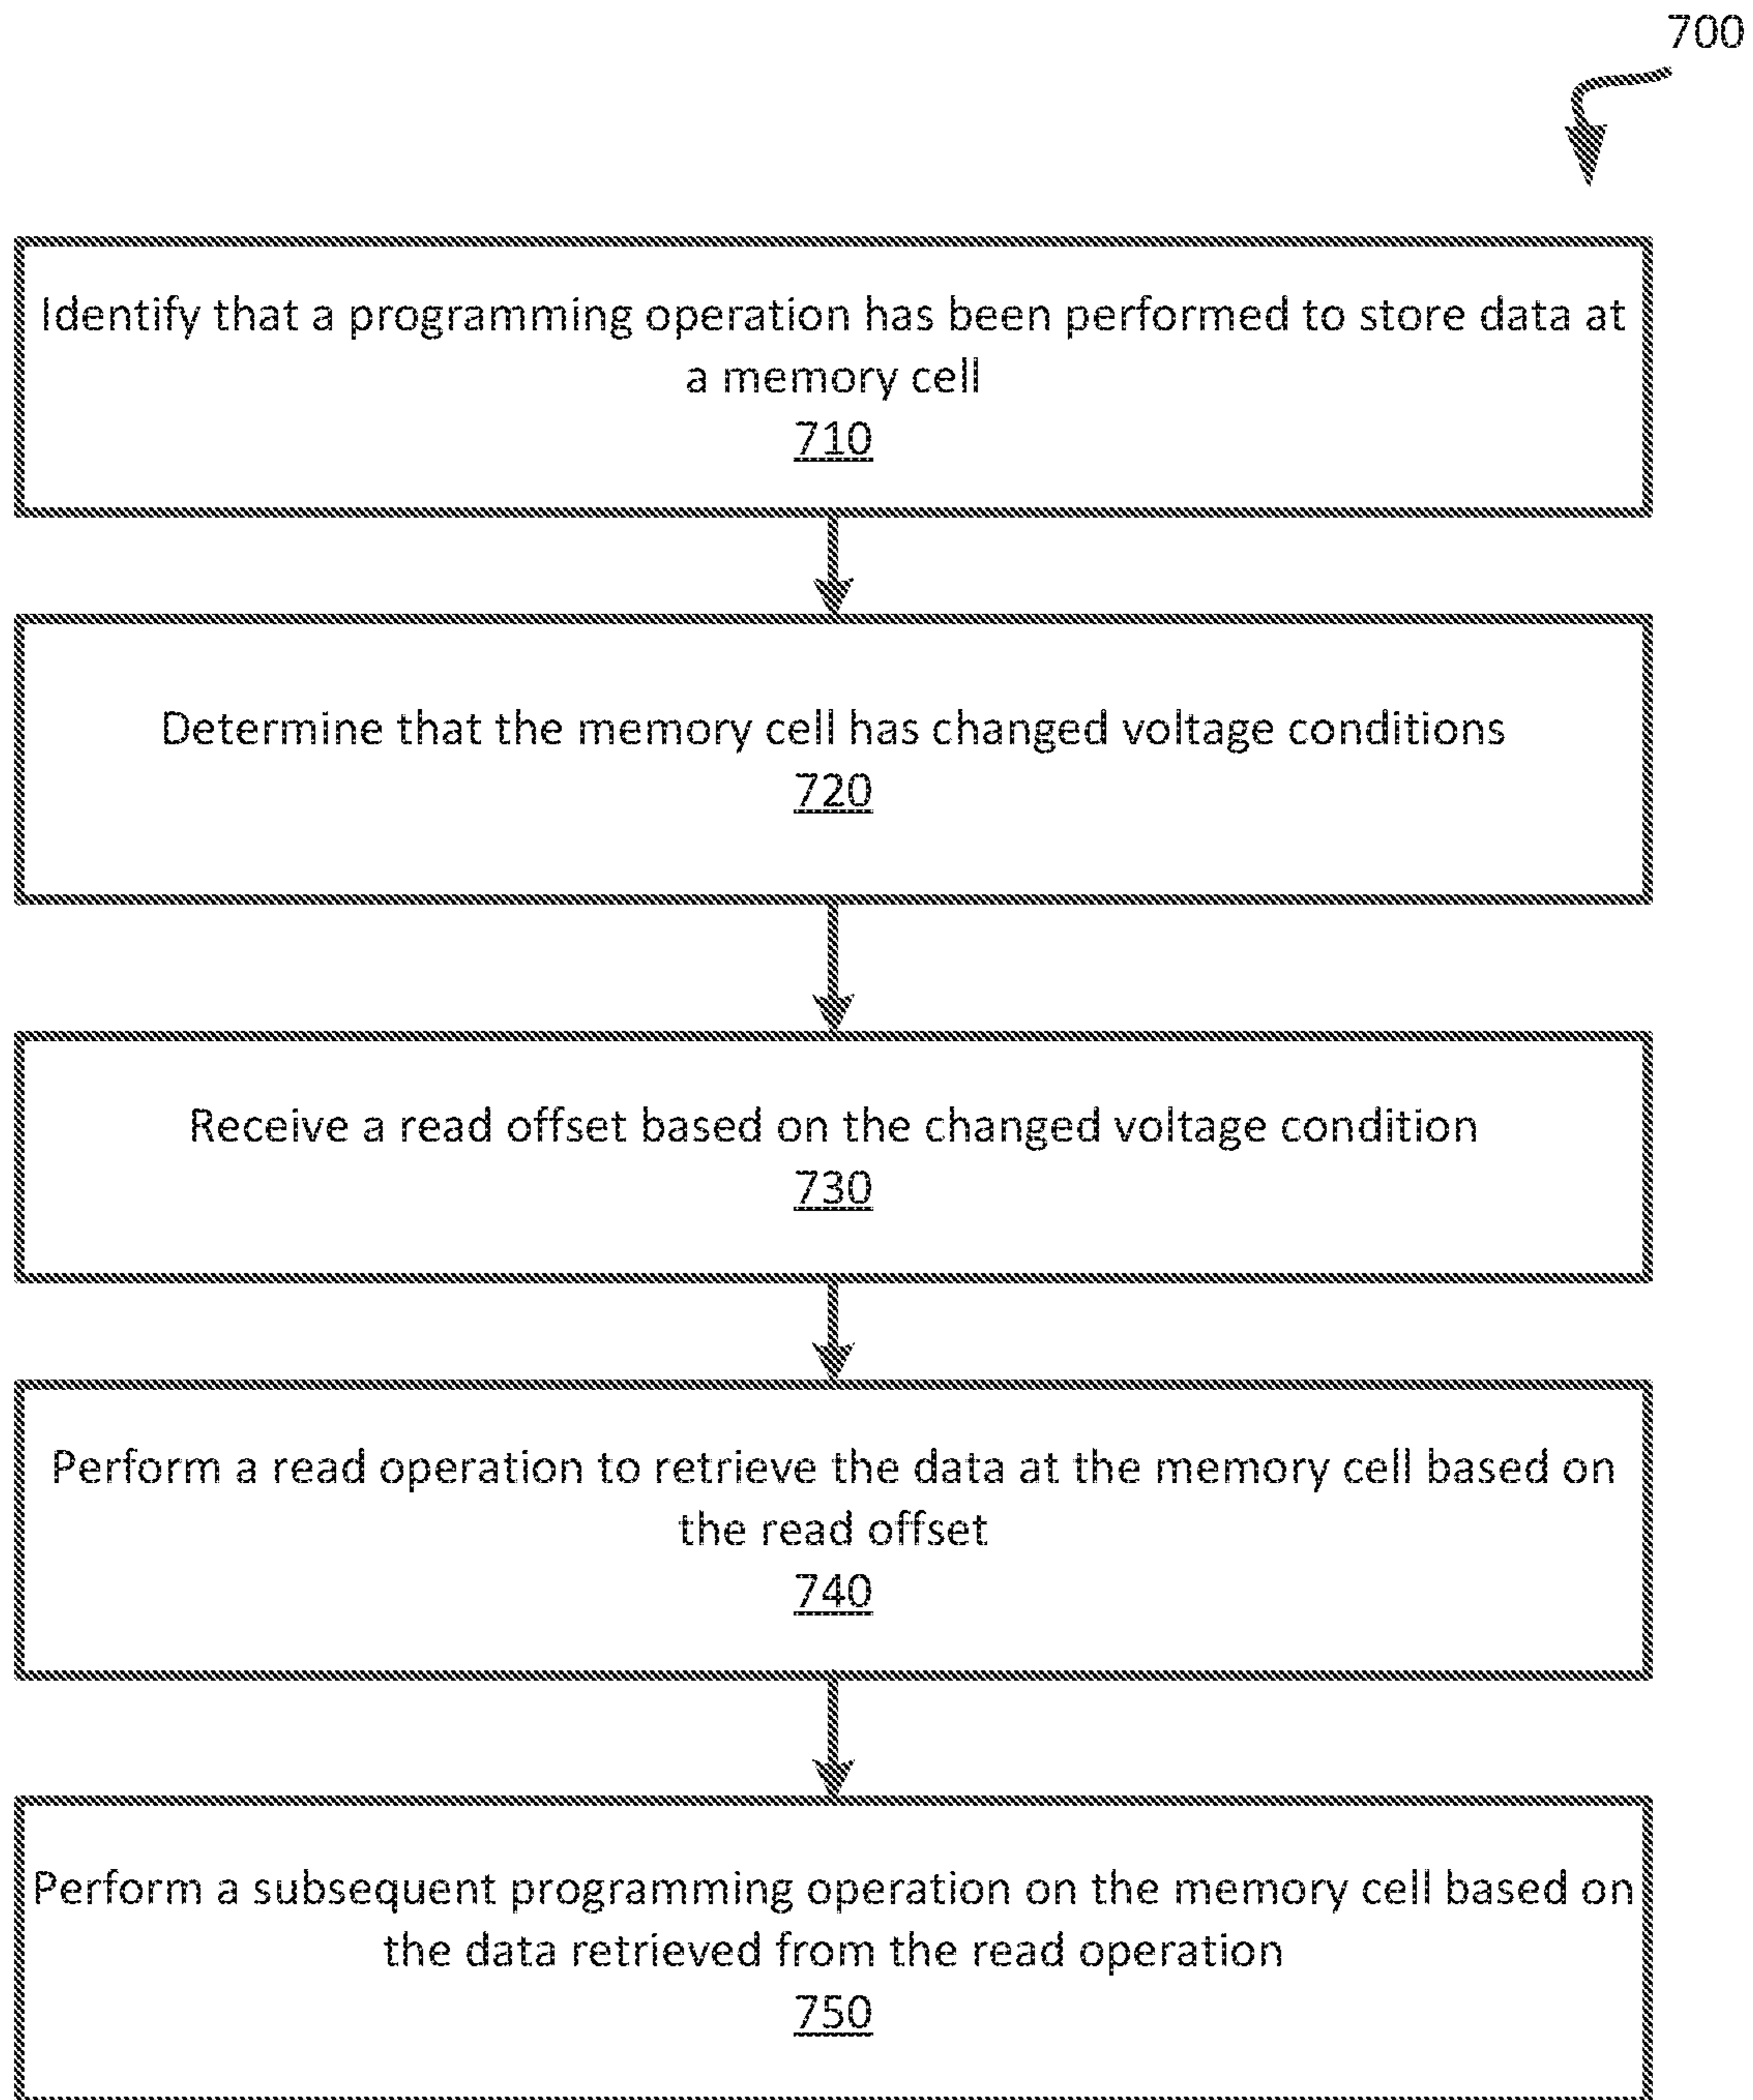 700
Identify that a programming operation has been performed to store data at
a memory cell
710
Determine that the memory cell has changed voltage conditions
720
Receive a read offset based on the changed voltage condition
730
Perform a read operation to retrieve the data at the memory cell based on
the read offset
740
Perform a subsequent programming operation on the memory cell based on
the data retrieved from the read operation
750